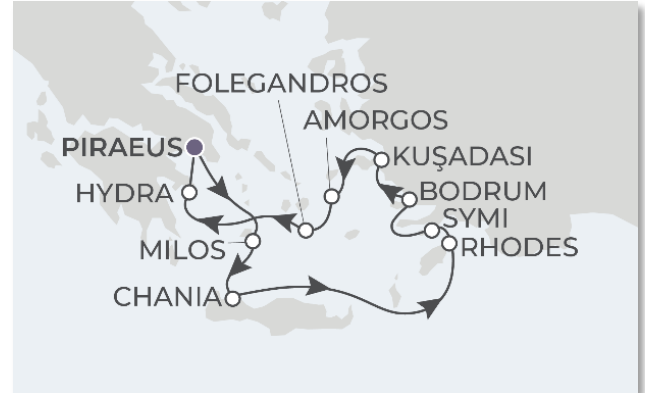 FOLEGANDROS
AMORGOS
PIRAEUS
KUŞADASI
HYDRA
BODRUM
SYMI
MILOS
RHODES
CHANIA